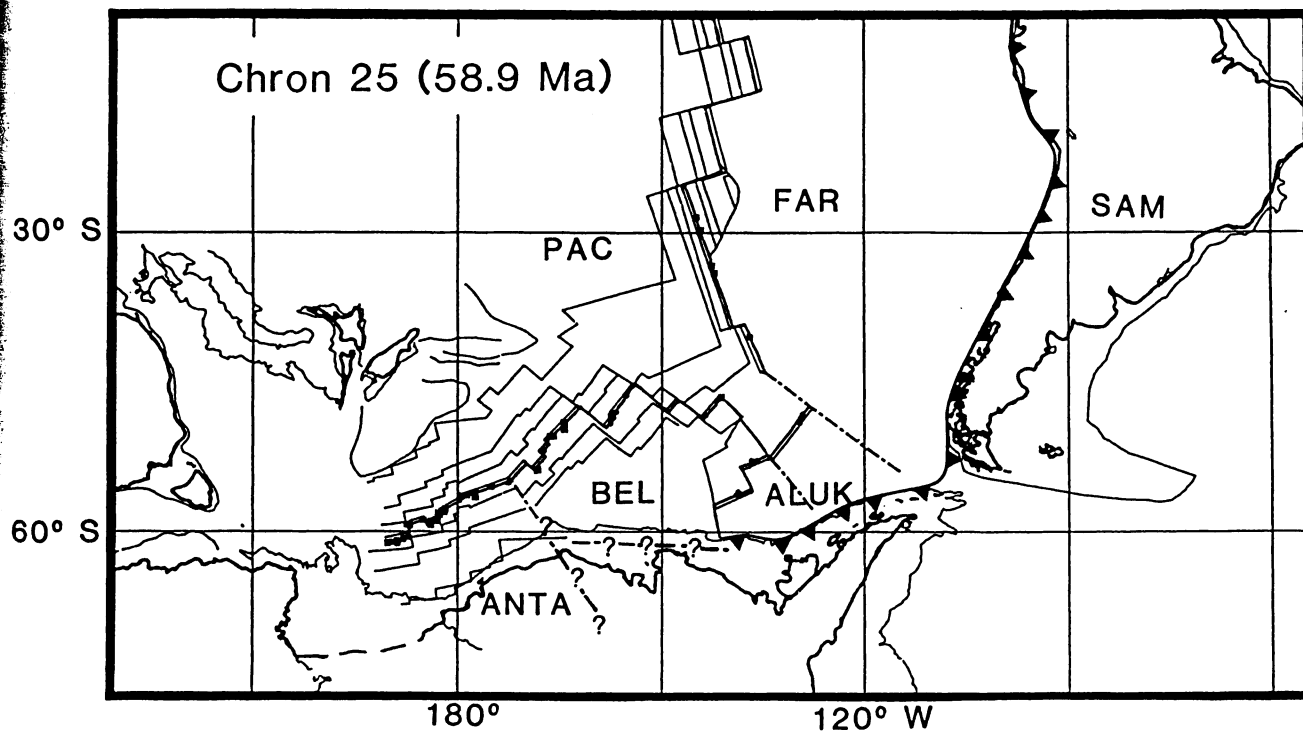 Chron 25 (58.9 Ma)
FAR
SAM
30° S
PAC
BEL
ALUK
60° S
?
? ? ?
?
ANTA
?
180°
120° W